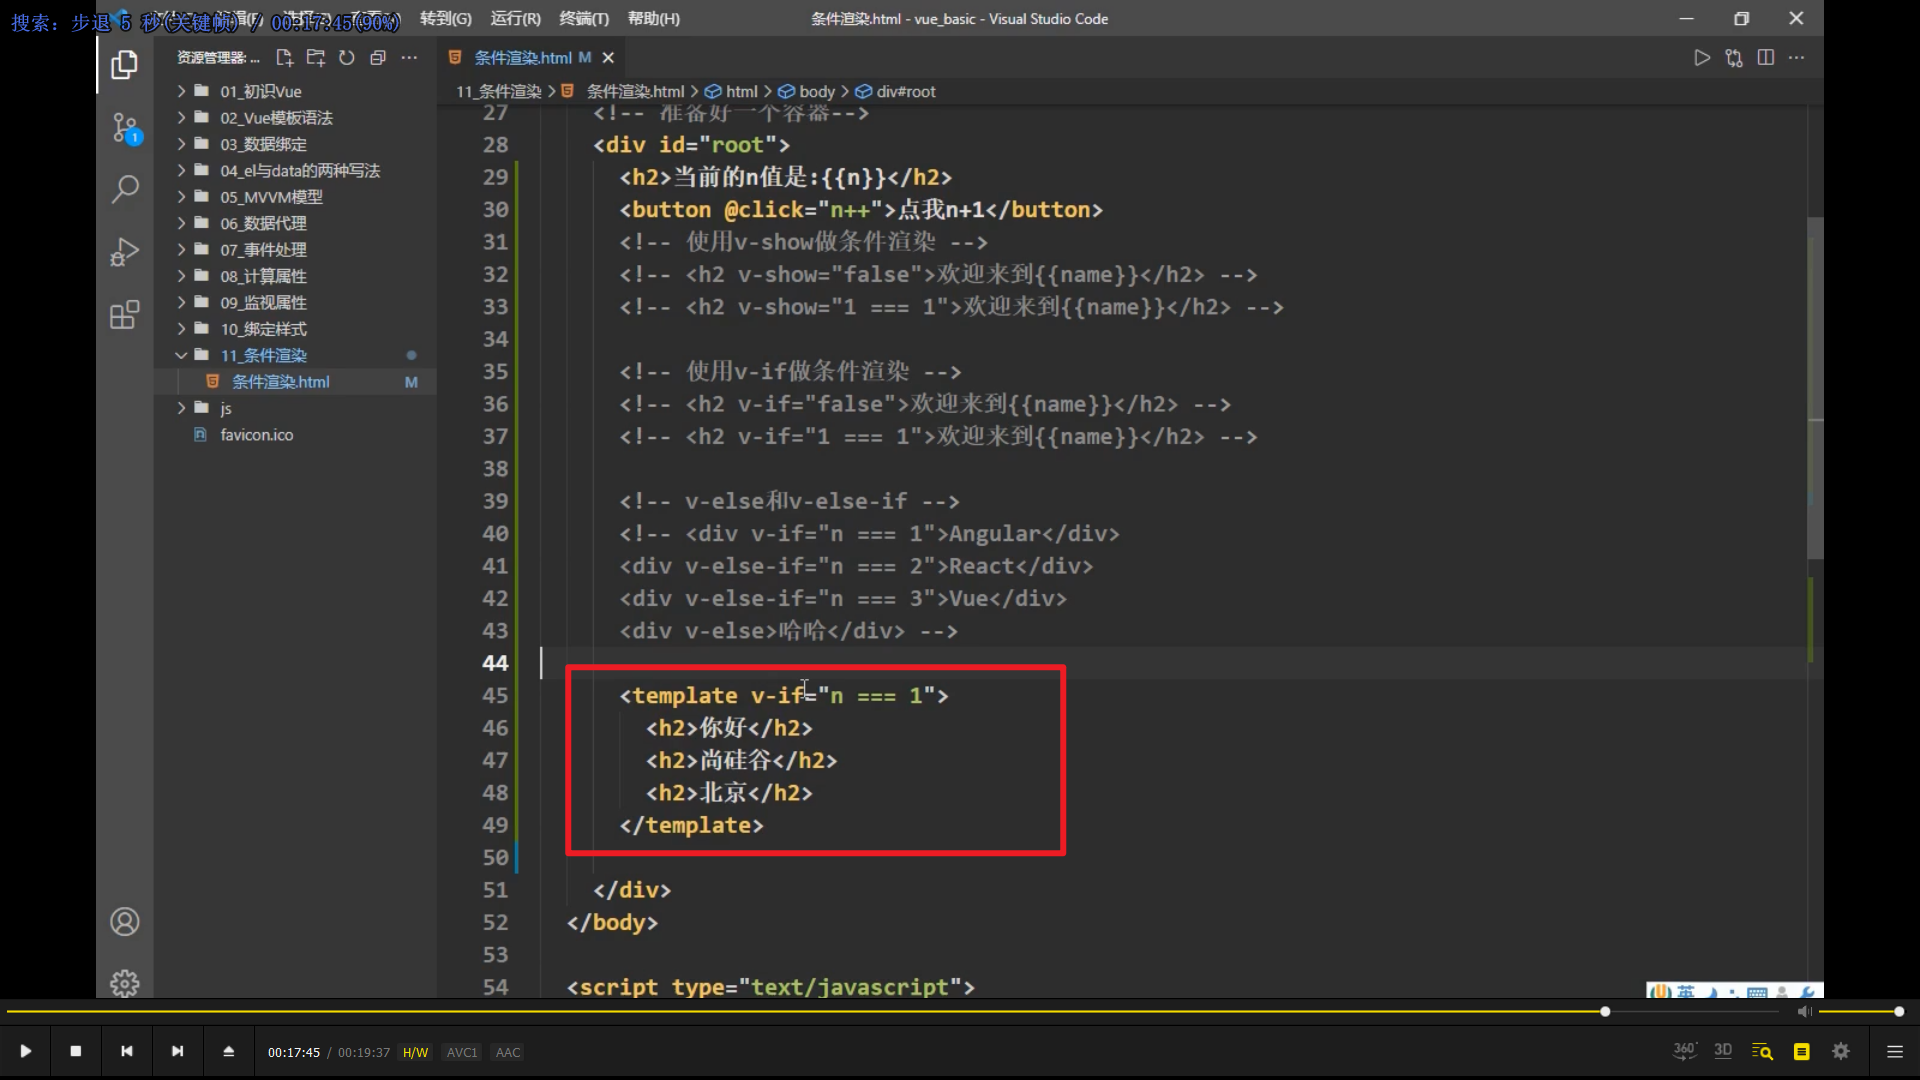 搜索: 步退 5 秒(关键帧) / 00:17:45(90%)
转到(G) 运行(R) 终端(T) 帮助(H)
条件渲染.html - vue_basic - Visual Studio Code
资源管理器: ...
条件渲染.html M
11_条件渲染 > 条件渲染.html > html > body > div#root
01_初识Vue
02_Vue模板语法
03_数据绑定
04_el与data的两种写法
05_MVVM模型
06_数据代理
07_事件处理
08_计算属性
09_监视属性
10_绑定样式
11_条件渲染
条件渲染.html M
js
favicon.ico
1
27 <!-- 准备好一个容器-->
28 <div id="root">
29 <h2>当前的n值是:{{n}}</h2>
30 <button @click="n++">点我n+1</button>
31 <!-- 使用v-show做条件渲染 -->
32 <!-- <h2 v-show="false">欢迎来到{{name}}</h2> -->
33 <!-- <h2 v-show="1 === 1">欢迎来到{{name}}</h2> -->
34
35 <!-- 使用v-if做条件渲染 -->
36 <!-- <h2 v-if="false">欢迎来到{{name}}</h2> -->
37 <!-- <h2 v-if="1 === 1">欢迎来到{{name}}</h2> -->
38
39 <!-- v-else和v-else-if -->
40 <!-- <div v-if="n === 1">Angular</div>
41 <div v-else-if="n === 2">React</div>
42 <div v-else-if="n === 3">Vue</div>
43 <div v-else>哈哈</div> -->
44
45 <template v-if="n === 1">
46 <h2>你好</h2>
47 <h2>尚硅谷</h2>
48 <h2>北京</h2>
49 </template>
50
51 </div>
52 </body>
53
54 <script type="text/javascript">
英
00:17:45 / 00:19:37 H/W AVC1 AAC
360° 3D